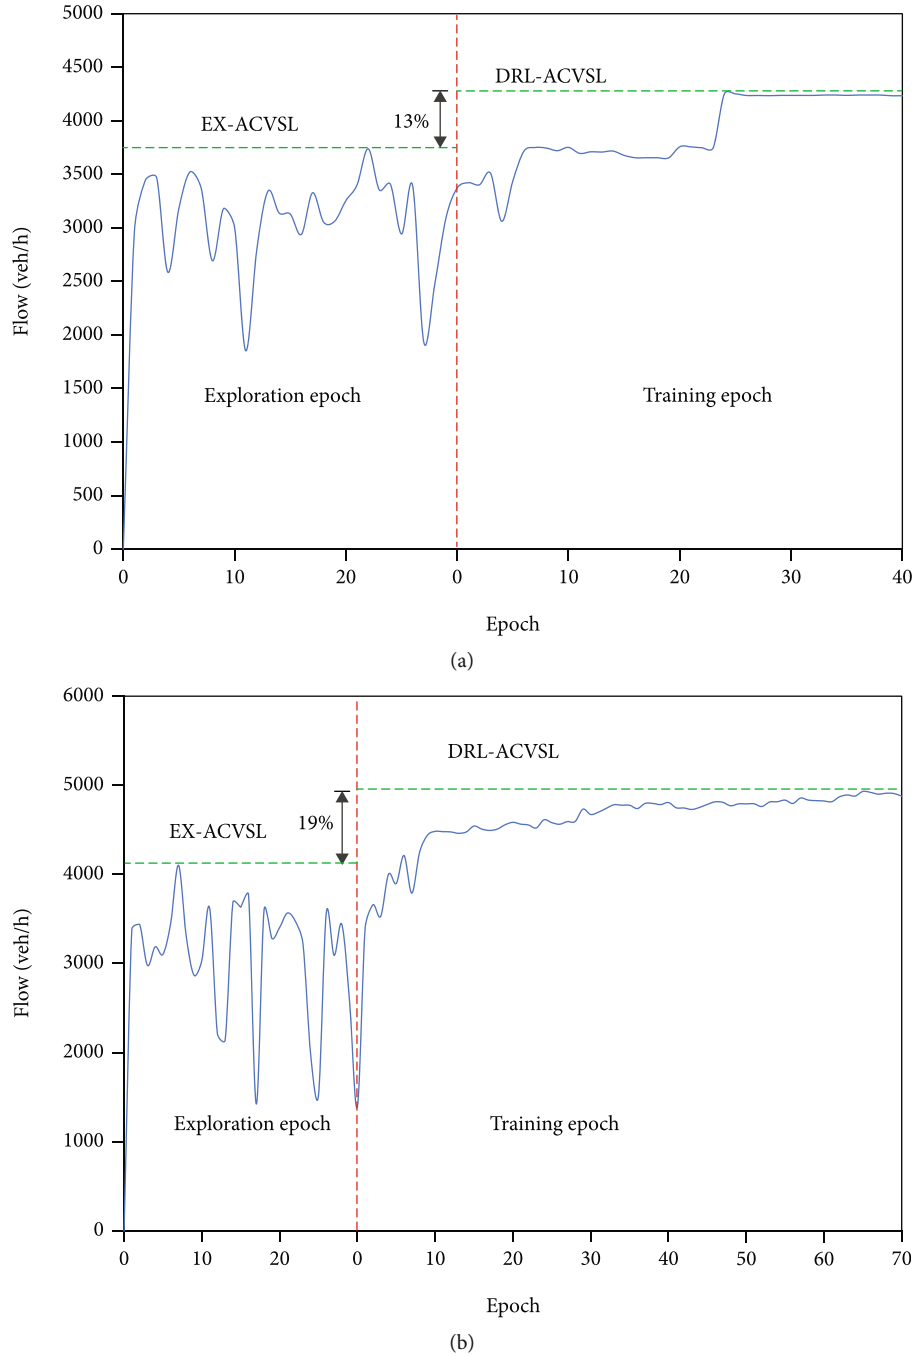 5000
4500
4000
3500
3000
2500
2000
1500
1000
500
0
Flow (veh/h)
EX-ACVSL
13%
DRL-ACVSL
Exploration epoch
Training epoch
0 10 20 0 10 20 30 40
Epoch
(a)
6000
5000
4000
3000
2000
1000
0
Flow (veh/h)
EX-ACVSL
19%
DRL-ACVSL
Exploration epoch
Training epoch
0 10 20 0 10 20 30 40 50 60 70
Epoch
(b)